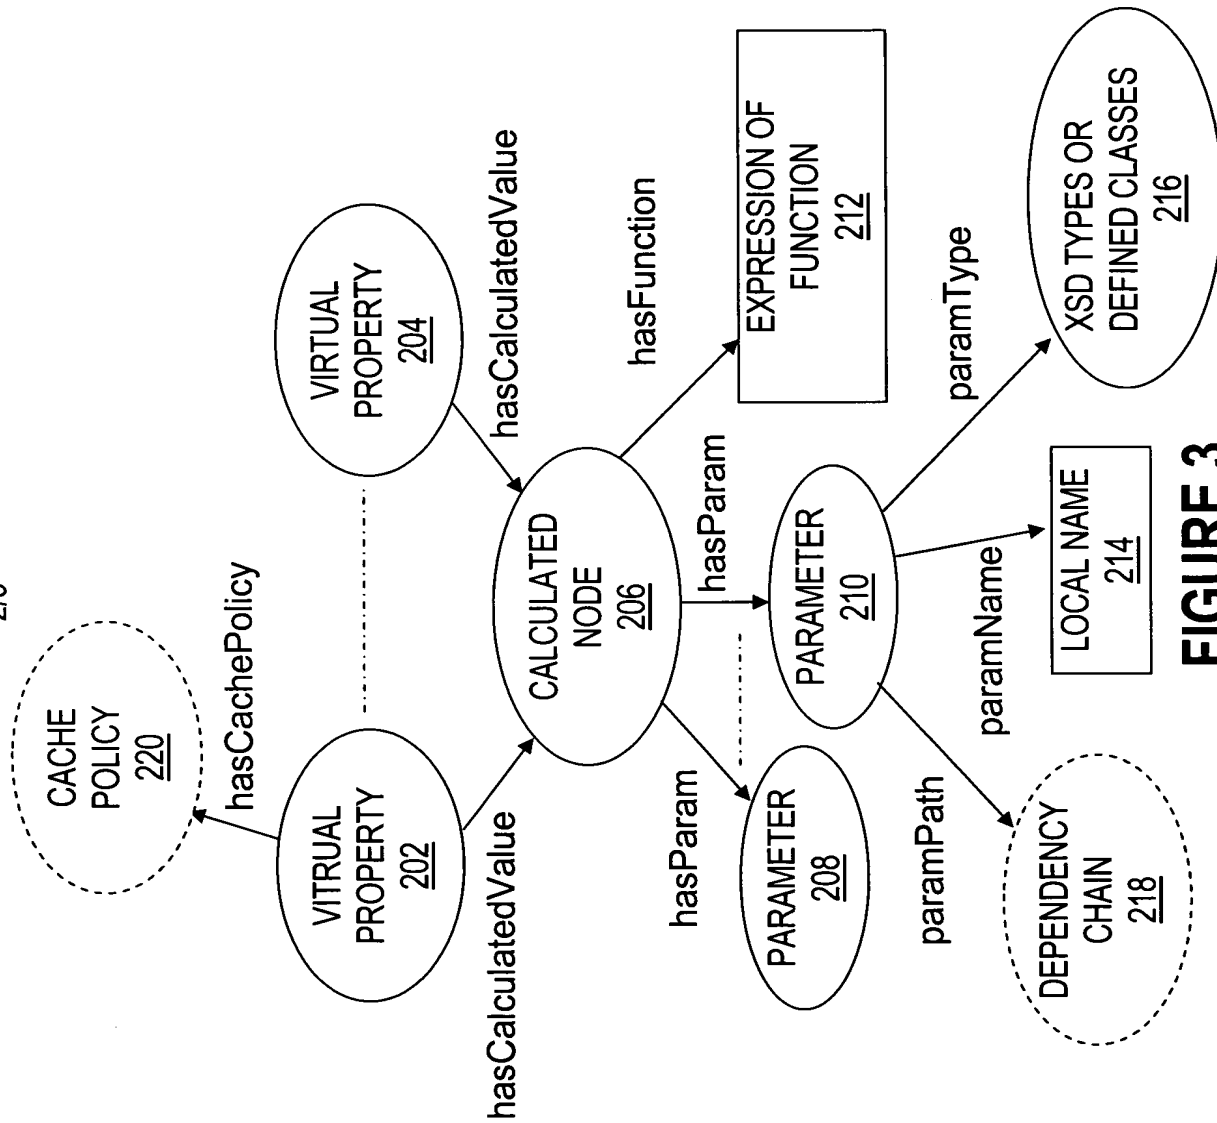 CACHE
POLICY
220
hasCachePolicy
VITRUAL
PROPERTY
202
VIRTUAL
PROPERTY
204
hasCalculatedValue
hasCalculatedValue
CALCULATED
NODE
206
hasFunction
EXPRESSION OF
FUNCTION
212
hasParam
hasParam
PARAMETER
208
PARAMETER
210
paramPath
paramName
paramType
DEPENDENCY
CHAIN
218
LOCAL NAME
214
XSD TYPES OR
DEFINED CLASSES
216
FIGURE 3